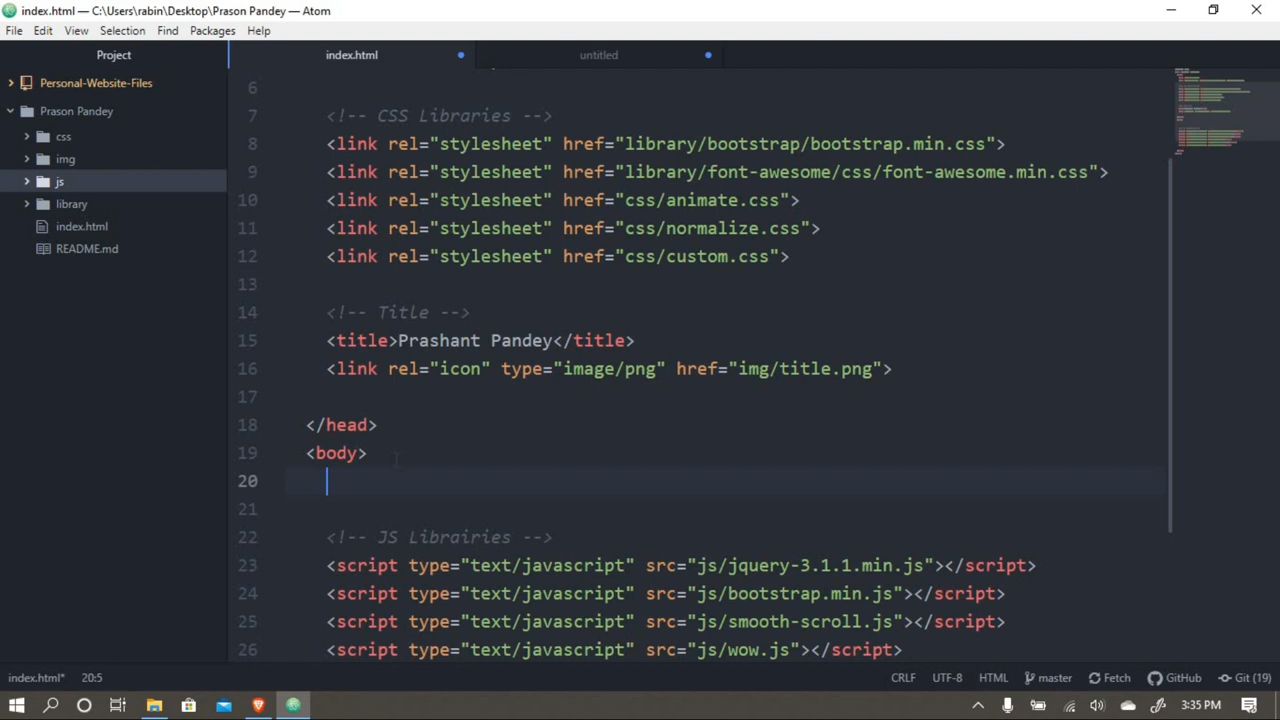 index.html — C:\Users\rabin\Desktop\Prason Pandey — Atom
File Edit View Selection Find Packages Help
Project
Personal-Website-Files
Prason Pandey
css
img
js
library
index.html
README.md
index.html untitled
6
7 <!-- CSS Libraries -->
8 <link rel="stylesheet" href="library/bootstrap/bootstrap.min.css">
9 <link rel="stylesheet" href="library/font-awesome/css/font-awesome.min.css">
10 <link rel="stylesheet" href="css/animate.css">
11 <link rel="stylesheet" href="css/normalize.css">
12 <link rel="stylesheet" href="css/custom.css">
13
14 <!-- Title -->
15 <title>Prashant Pandey</title>
16 <link rel="icon" type="image/png" href="img/title.png">
17
18 </head>
19 <body>
20
21
22 <!-- JS Librairies -->
23 <script type="text/javascript" src="js/jquery-3.1.1.min.js"></script>
24 <script type="text/javascript" src="js/bootstrap.min.js"></script>
25 <script type="text/javascript" src="js/smooth-scroll.js"></script>
26 <script type="text/javascript" src="js/wow.js"></script>
index.html* 20:5 CRLF UTF-8 HTML master Fetch GitHub Git (19)
3:35 PM